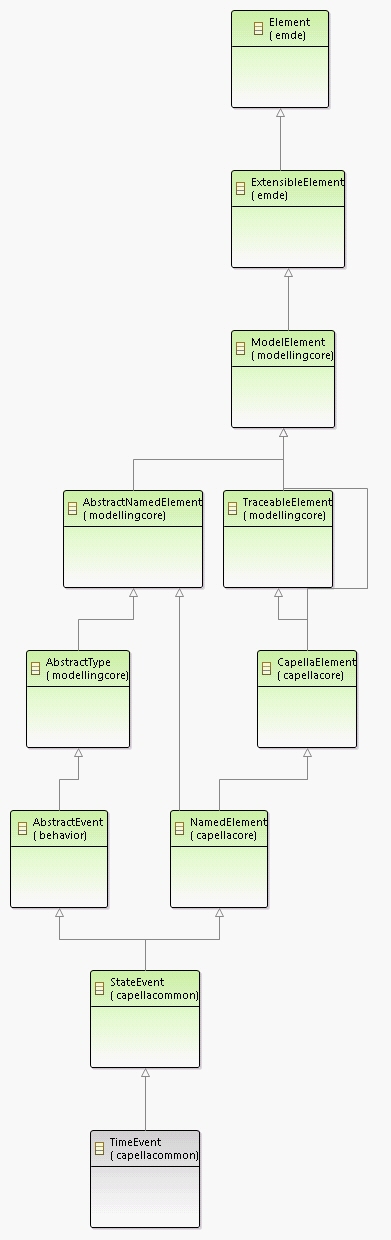 Element
( emde)
ExtensibleElement
( emde)
ModelElement
( modellingcore)
AbstractNamedElement
( modellingcore)
TraceableElement
( modellingcore)
AbstractType
( modellingcore)
CapellaElement
( capellacore)
AbstractEvent
( behavior)
NamedElement
( capellacore)
StateEvent
( capellacommon)
TimeEvent
( capellacommon)